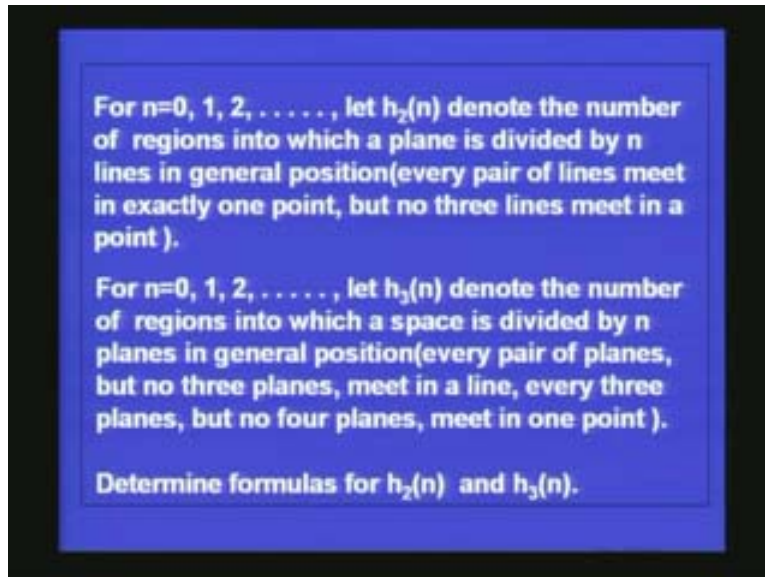 For n=0, 1, 2, . . . . . , let h₂(n) denote the number
of regions into which a plane is divided by n
lines in general position(every pair of lines meet
in exactly one point, but no three lines meet in a
point ).
For n=0, 1, 2, . . . . . , let h₃(n) denote the number
of regions into which a space is divided by n
planes in general position(every pair of planes,
but no three planes, meet in a line, every three
planes, but no four planes, meet in one point ).
Determine formulas for h₂(n) and h₃(n).